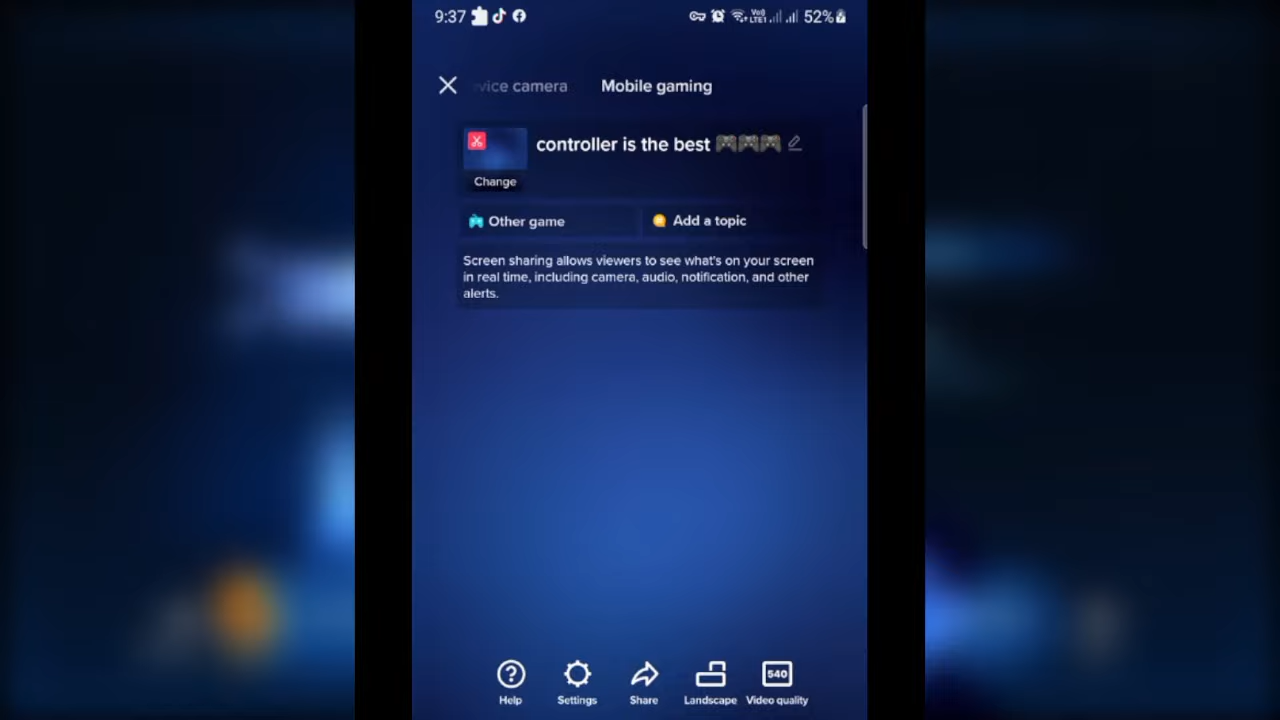 9:37 Vo) LTE1 52%
vice camera Mobile gaming
controller is the best 🎮🎮🎮
Change
Other game Add a topic
Screen sharing allows viewers to see what's on your screen
in real time, including camera, audio, notification, and other
alerts.
540
Help Settings Share Landscape Video quality